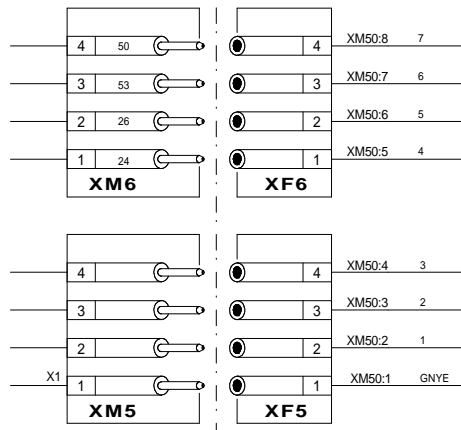 4 50 4 XM50:8 7
3 53 3 XM50:7 6
2 26 2 XM50:6 5
1 24 1 XM50:5 4
XM6 XF6
4 4 XM50:4 3
3 3 XM50:3 2
2 2 XM50:2 1
X1 1 1 XM50:1 GNYE
XM5 XF5